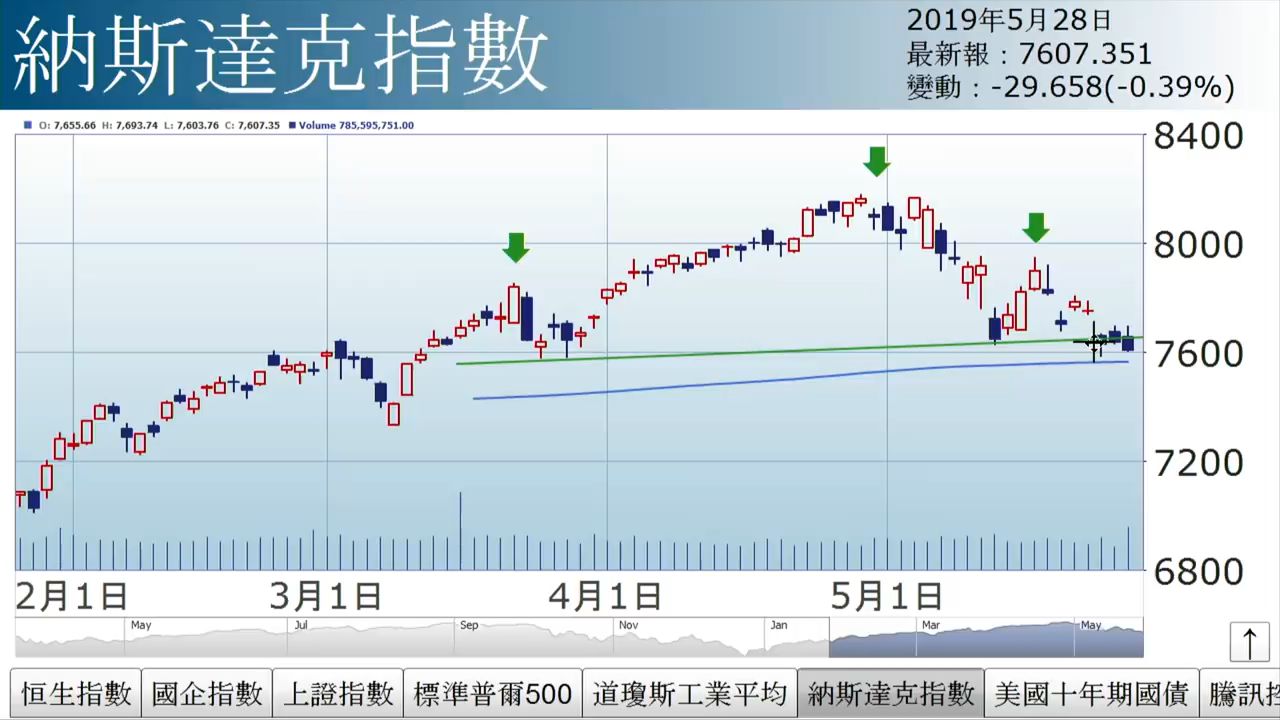 納斯達克指數
2019年5月28日
最新報：7607.351
變動：-29.658(-0.39%)
O: 7,655.66 H: 7,693.74 L: 7,603.76 C: 7,607.35 Volume 785,595,751.00
8400
8000
7600
7200
6800
2月1日 3月1日 4月1日 5月1日
May Jul Sep Nov Jan Mar May
恒生指數 國企指數 上證指數 標準普爾500 道瓊斯工業平均 納斯達克指數 美國十年期國債 騰訊控